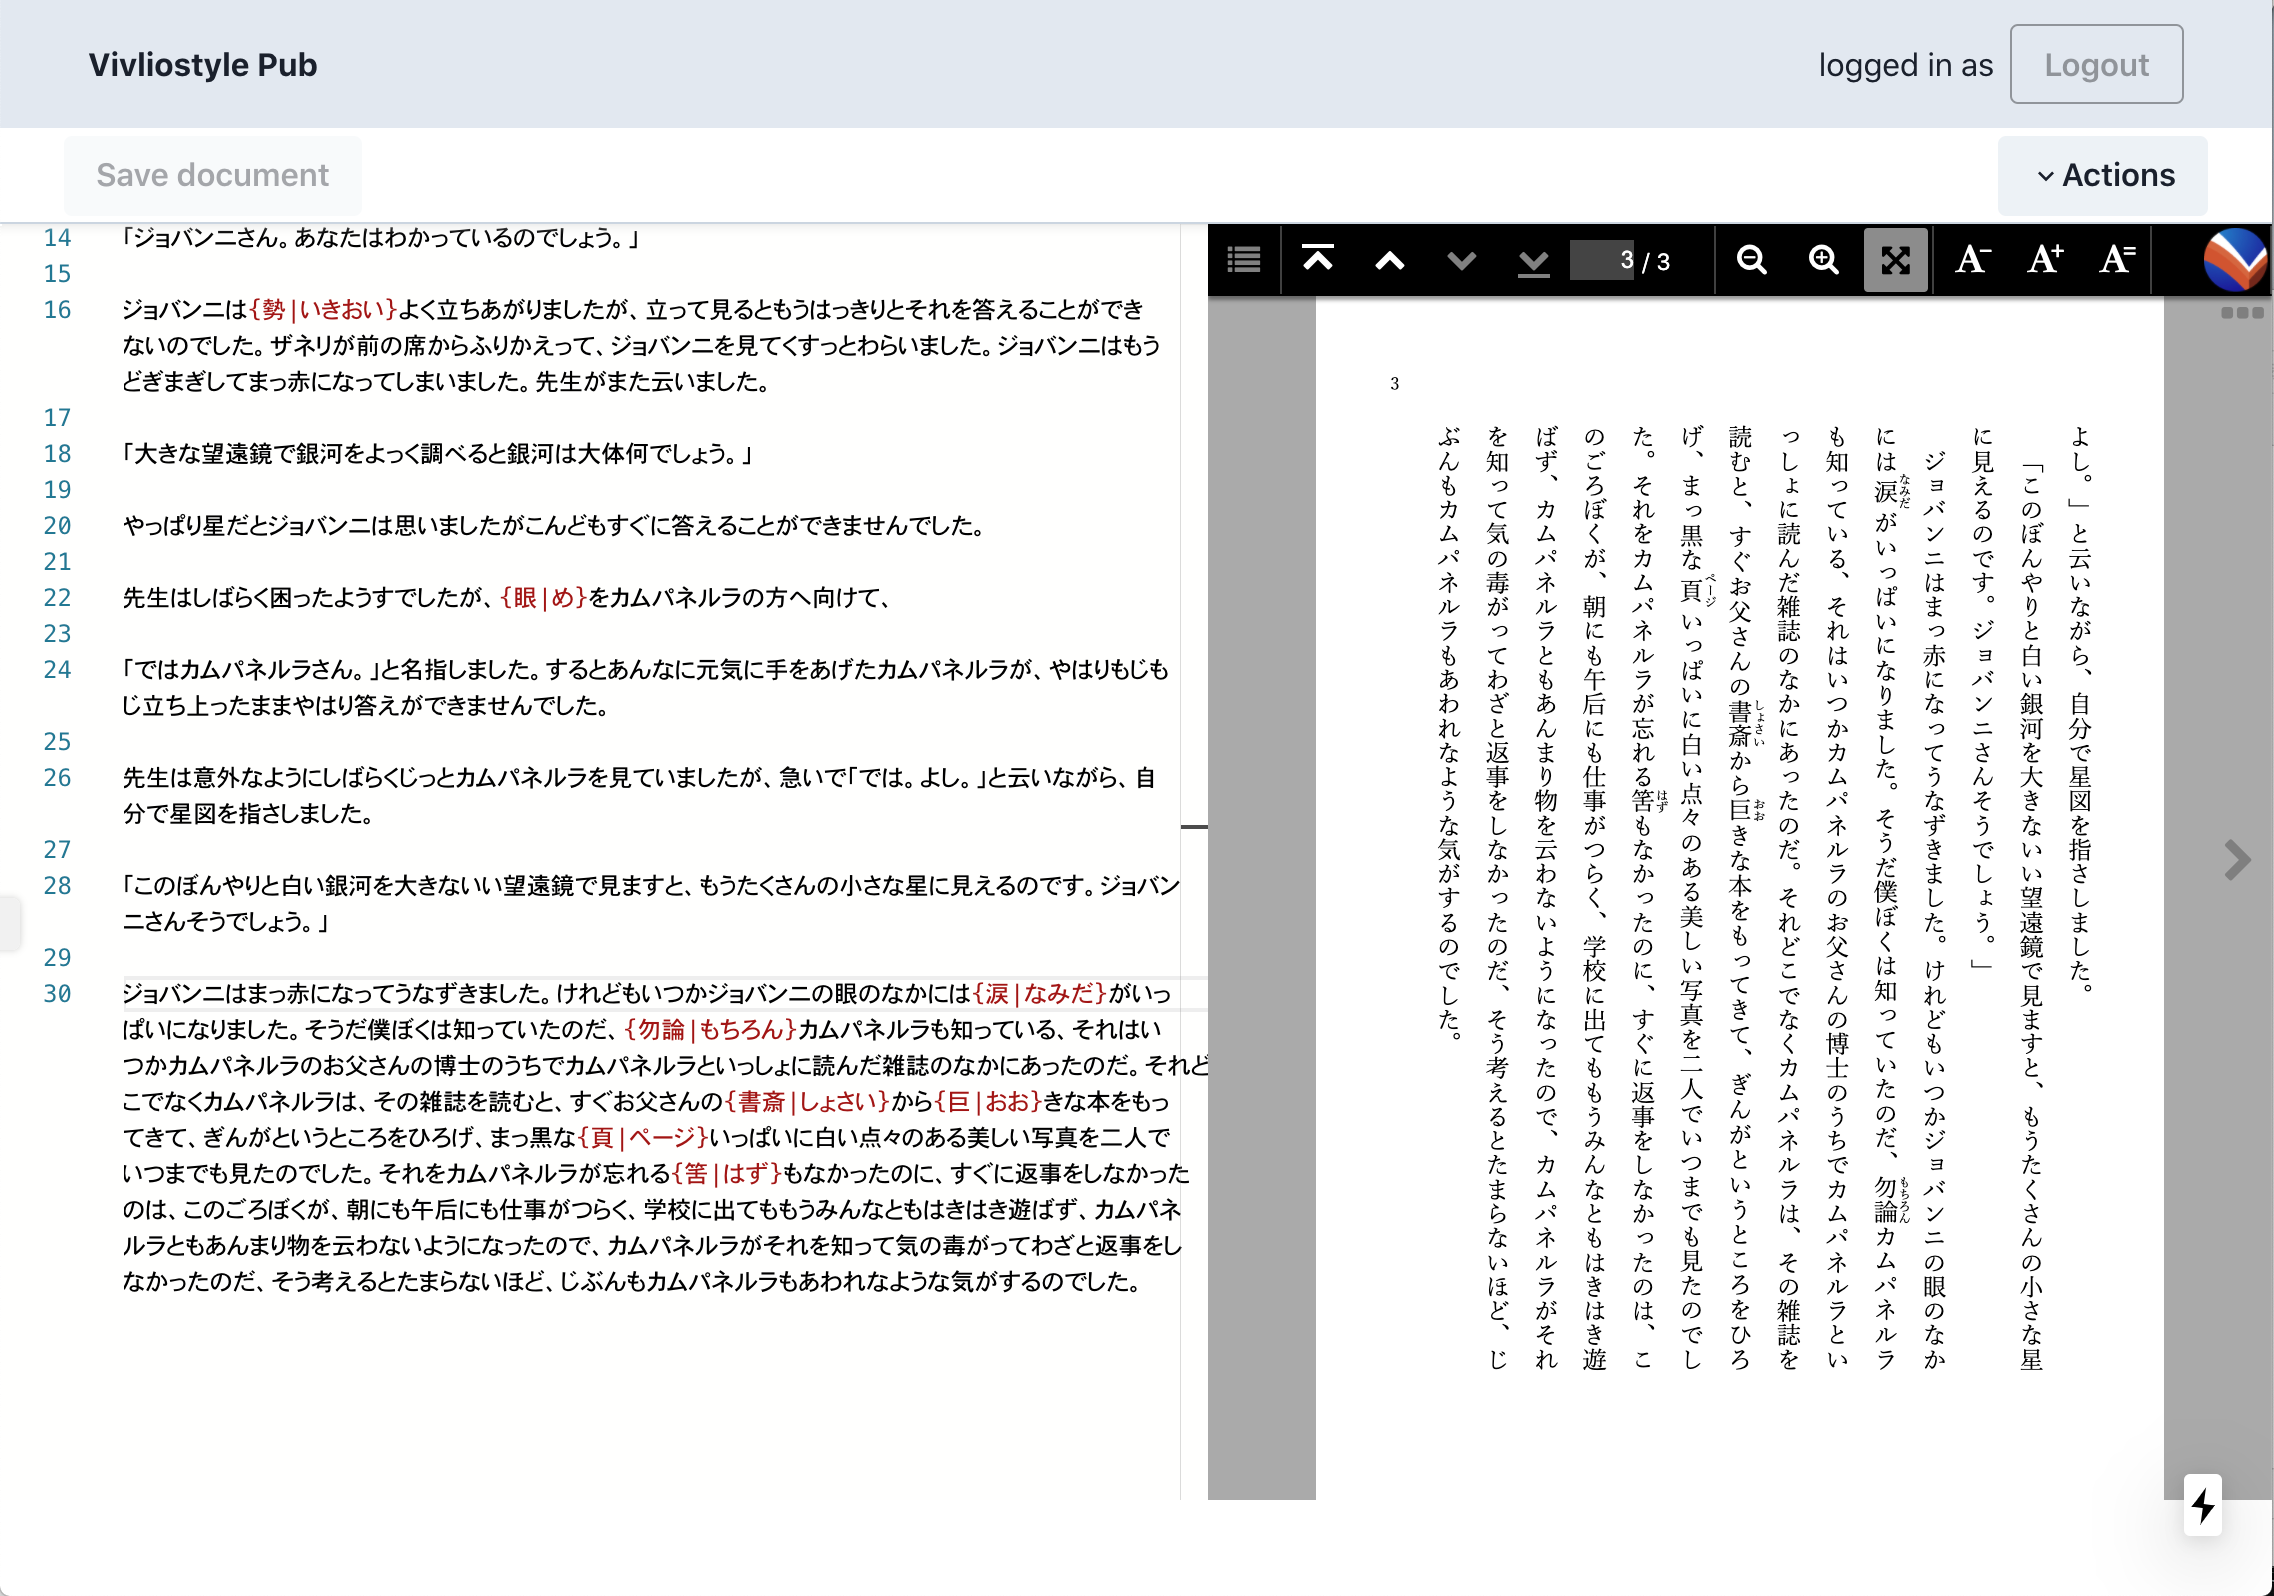 Vivliostyle Pub
logged in as
Logout
Save document
Actions
14 「ジョバンニさん。あなたはわかっているのでしょう。」
15
16 ジョバンニは{勢|いきおい}よく立ちあがりましたが、立って見るともうはっきりとそれを答えることができ
ないのでした。ザネリが前の席からふりかえって、ジョバンニを見てくすっとわらいました。ジョバンニはもう
どぎまぎしてまっ赤になってしまいました。先生がまた云いました。
17
18 「大きな望遠鏡で銀河をよっく調べると銀河は大体何でしょう。」
19
20 やっぱり星だとジョバンニは思いましたがこんどもすぐに答えることができませんでした。
21
22 先生はしばらく困ったようすでしたが、{眼|め}をカムパネルラの方へ向けて、
23
24 「ではカムパネルラさん。」と名指しました。するとあんなに元気に手をあげたカムパネルラが、やはりもじも
じ立ち上ったままやはり答えができませんでした。
25
26 先生は意外なようにしばらくじっとカムパネルラを見ていましたが、急いで「では。よし。」と云いながら、自
分で星図を指さしました。
27
28 「このぼんやりと白い銀河を大きないい望遠鏡で見ますと、もうたくさんの小さな星に見えるのです。ジョバン
ニさんそうでしょう。」
29
30 ジョバンニはまっ赤になってうなずきました。けれどもいつかジョバンニの眼のなかには{涙|なみだ}がいっ
ぱいになりました。そうだ僕ぼくは知っていたのだ、{勿論|もちろん}カムパネルラも知っている、それはい
つかカムパネルラのお父さんの博士のうちでカムパネルラといっしょに読んだ雑誌のなかにあったのだ。それど
こでなくカムパネルラは、その雑誌を読むと、すぐお父さんの{書斎|しょさい}から{巨|おお}きな本をもっ
てきて、ぎんがというところをひろげ、まっ黒な{頁|ページ}いっぱいに白い点々のある美しい写真を二人で
いつまでも見たのでした。それをカムパネルラが忘れる{筈|はず}もなかったのに、すぐに返事をしなかった
のは、このごろぼくが、朝にも午后にも仕事がつらく、学校に出てももうみんなともはきはき遊ばず、カムパネ
ルラともあんまり物を云わないようになったので、カムパネルラがそれを知って気の毒がってわざと返事をし
なかったのだ、そう考えるとたまらないほど、じぶんもカムパネルラもあわれなような気がするのでした。
3 / 3
A- A+ A=
3
よし。」と云いながら、自分で星図を指さしました。
「このぼんやりと白い銀河を大きないい望遠鏡で見ますと、もうたくさんの小さな星
に見えるのです。ジョバンニさんそうでしょう。」
ジョバンニはまっ赤になってうなずきました。けれどもいつかジョバンニの眼のなか
には涙なみだがいっぱいになりました。そうだ僕ぼくは知っていたのだ、勿論もちろんカムパネルラ
も知っている、それはいつかカムパネルラのお父さんの博士のうちでカムパネルラとい
っしょに読んだ雑誌のなかにあったのだ。それどこでなくカムパネルラは、その雑誌を
読むと、すぐお父さんの書斎しょさいから巨おおきな本をもってきて、ぎんがというところをひろ
げ、まっ黒な頁ページいっぱいに白い点々のある美しい写真を二人でいつまでも見たのでし
た。それをカムパネルラが忘れる筈はずもなかったのに、すぐに返事をしなかったのは、こ
のごろぼくが、朝にも午后にも仕事がつらく、学校に出てももうみんなともはきはき遊
ばず、カムパネルラともあんまり物を云わないようになったので、カムパネルラがそれ
を知って気の毒がってわざと返事をしなかったのだ、そう考えるとたまらないほど、じ
ぶんもカムパネルラもあわれなような気がするのでした。